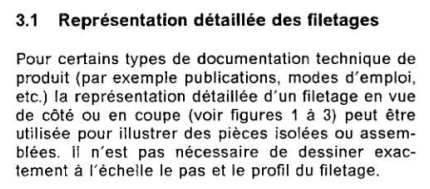 3.1 Représentation détaillée des filetages
Pour certains types de documentation technique de
produit (par exemple publications, modes d'emploi,
etc.) la représentation détaillée d'un filetage en vue
de côté ou en coupe (voir figures 1 à 3) peut être
utilisée pour illustrer des pièces isolées ou assem-
blées. Il n'est pas nécessaire de dessiner exac-
tement à l'échelle le pas et le profil du filetage.